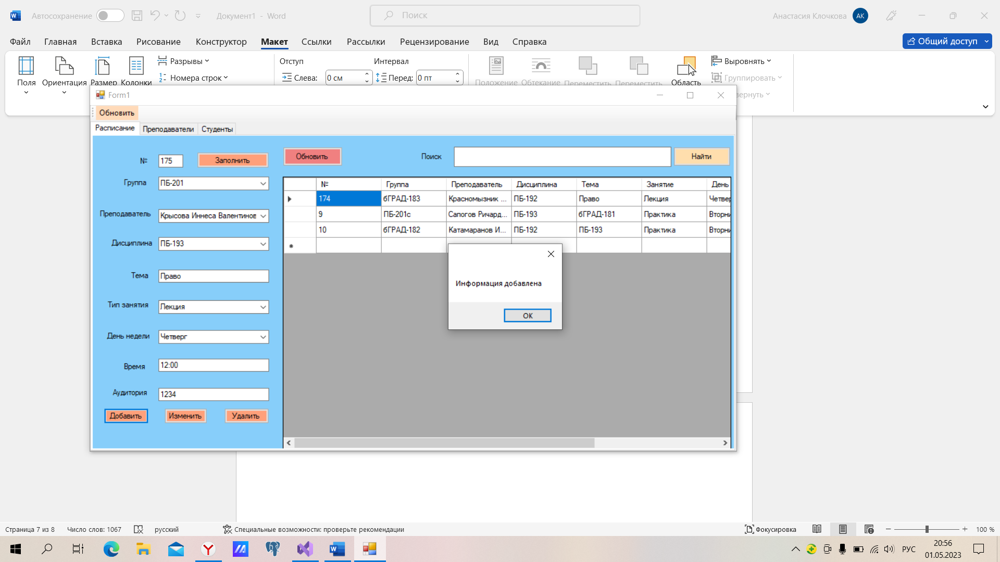 Автосохранение
Документ1 - Word
Поиск
Анастасия Клочкова
АК
Файл Главная Вставка Рисование Конструктор Макет Ссылки Рассылки Рецензирование Вид Справка
Общий доступ
Поля Ориентация Размер Колонки
Разрывы
Номера строк
Отступ Интервал
Слева: 0 см Перед: 0 пт
Положение Обтекание Переместить Переместить Область
Выровнять
Группировать
вернуть
Form1
Обновить
Расписание Преподаватели Студенты
№ 175 Заполнить
Обновить
Поиск
Найти
Группа ПБ-201
Преподаватель Крысова Иннеса Валентинов
Дисциплина ПБ-193
Тема Право
Тип занятия Лекция
День недели Четверг
Время 12:00
Аудитория 1234
Добавить Изменить Удалить
№ Группа Преподаватель Дисциплина Тема Занятие День
174 бГРАД-183 Красномызник ... ПБ-192 Право Лекция Четвер
9 ПБ-201с Сапогов Ричард... ПБ-193 бГРАД-181 Практика Вторни
10 бГРАД-182 Катамаранов И... ПБ-192 ПБ-193 Практика Вторни
Информация добавлена
ОК
Страница 7 из 8 Число слов: 1067 русский Специальные возможности: проверьте рекомендации
Фокусировка
100 %
РУС
20:56
01.05.2023